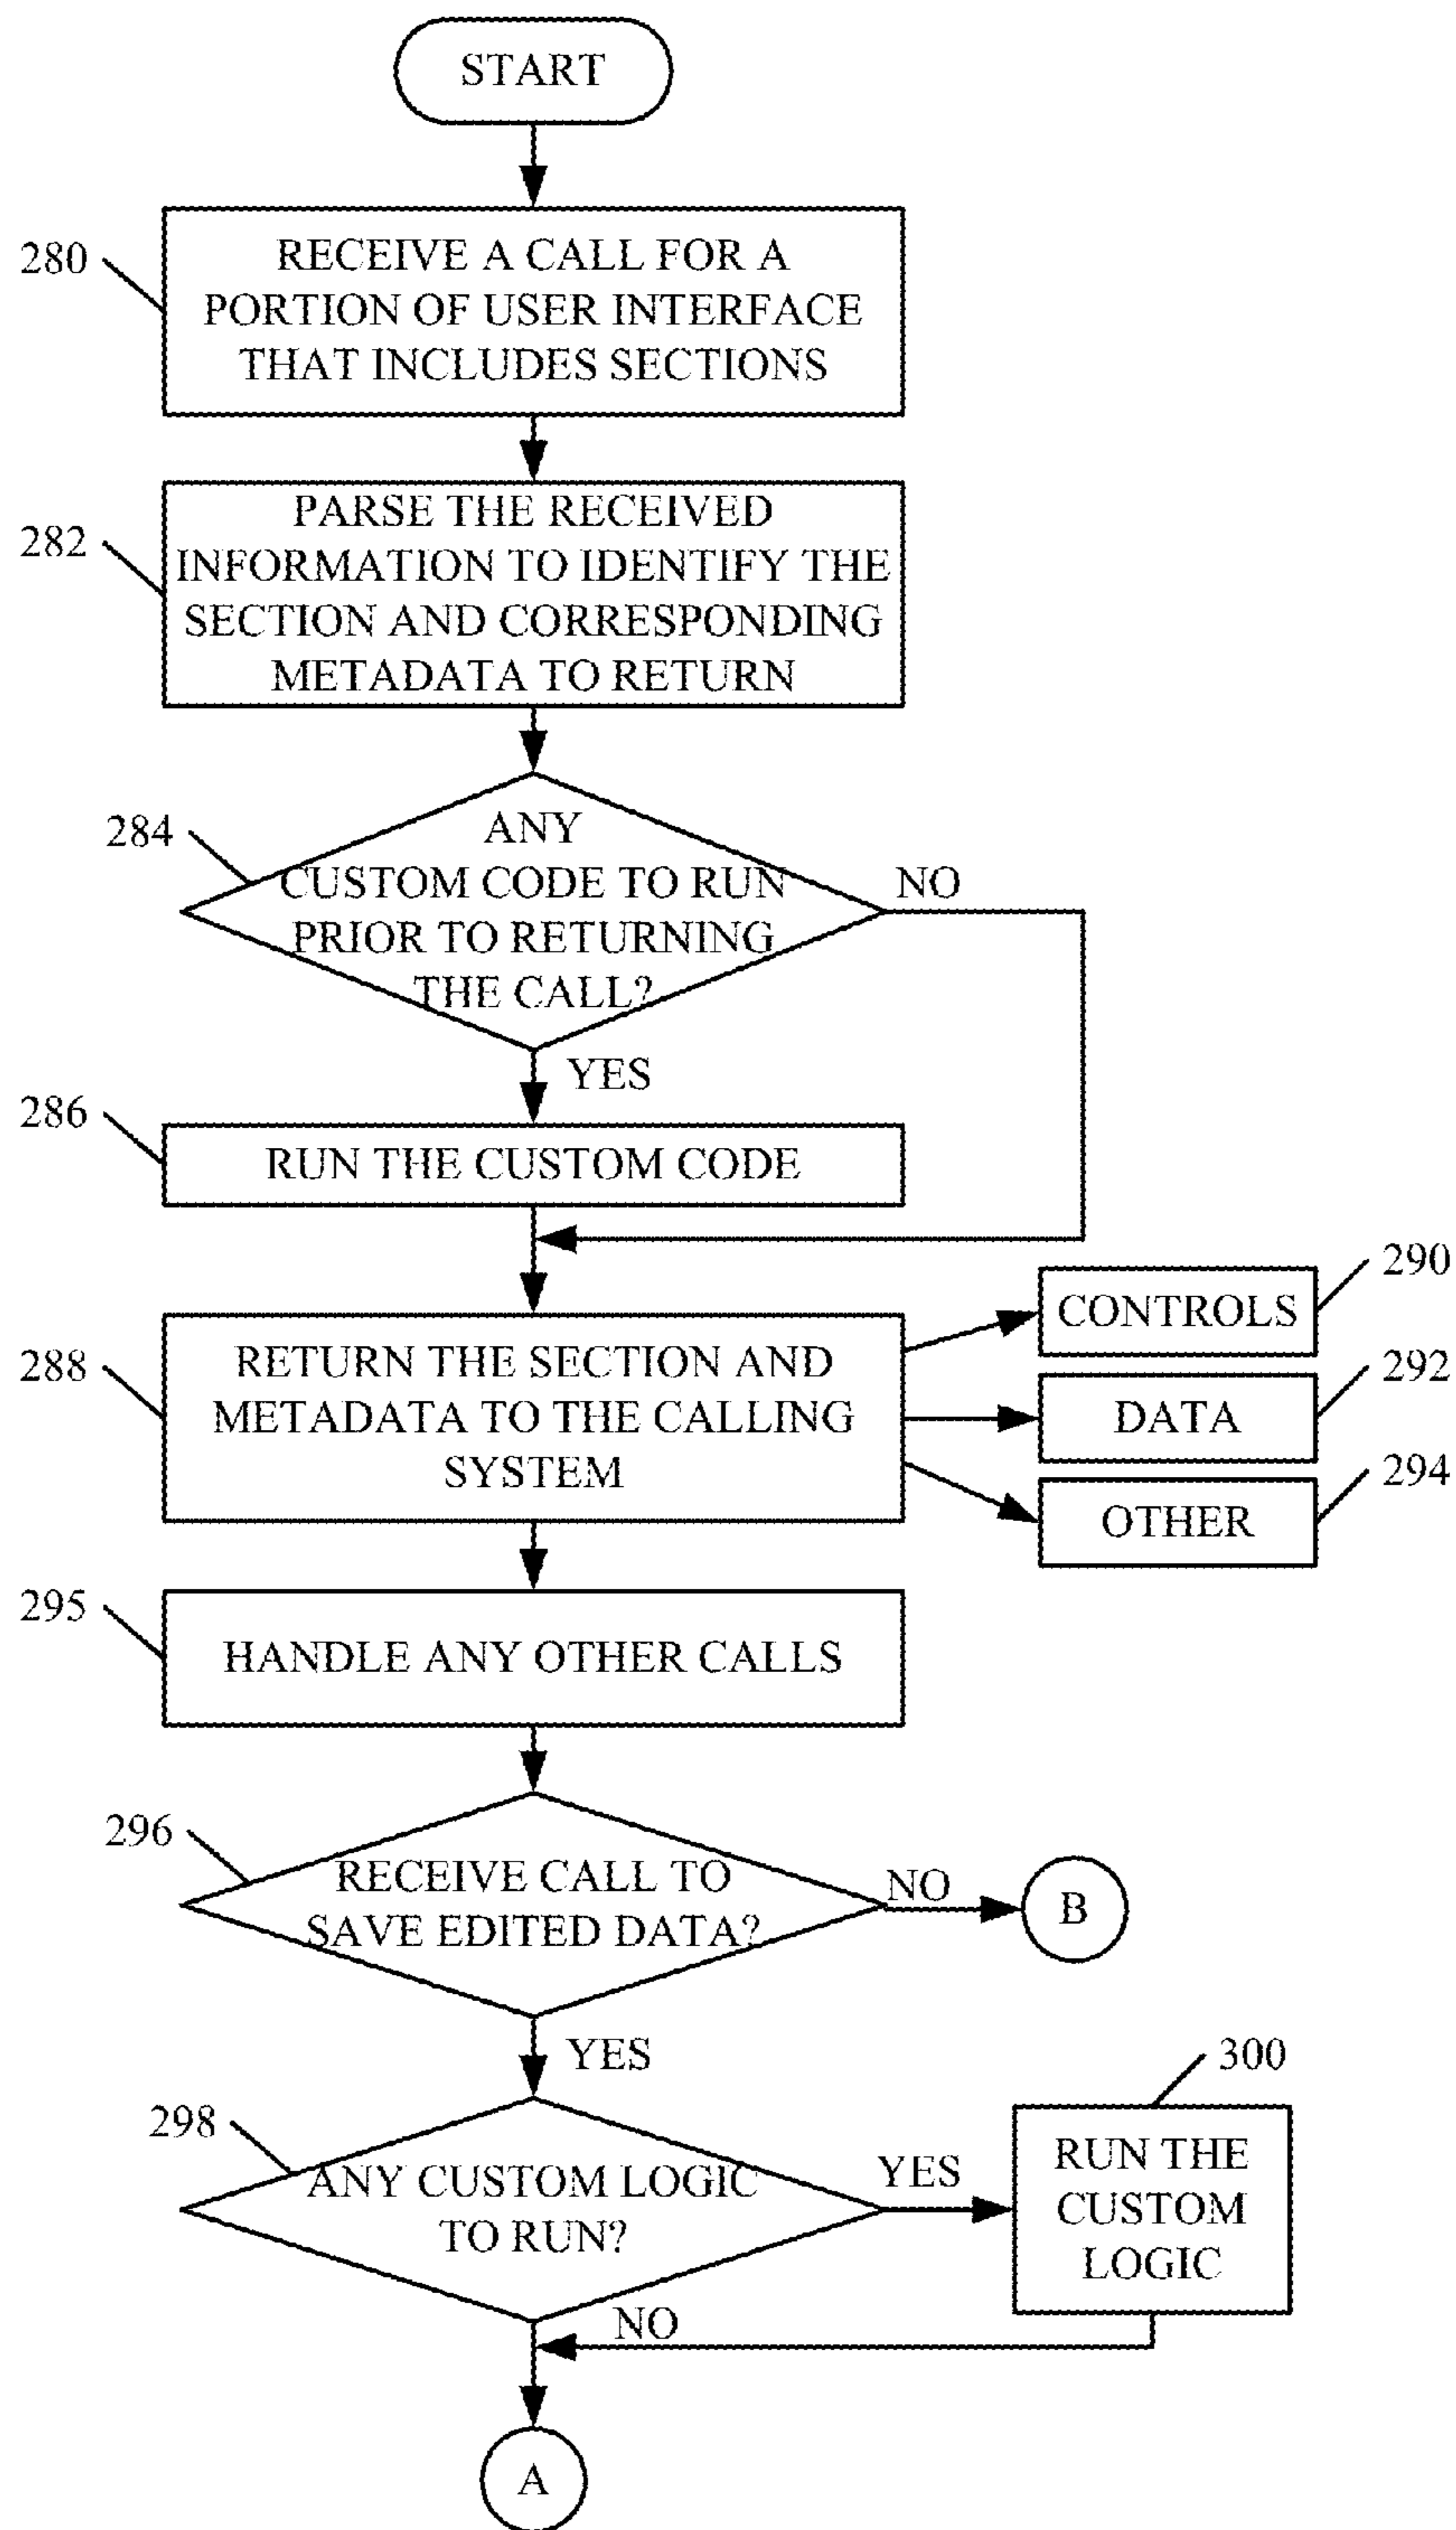 START
280
RECEIVE A CALL FOR A
PORTION OF USER INTERFACE
THAT INCLUDES SECTIONS
282
PARSE THE RECEIVED
INFORMATION TO IDENTIFY THE
SECTION AND CORRESPONDING
METADATA TO RETURN
284
ANY
CUSTOM CODE TO RUN
PRIOR TO RETURNING
THE CALL?
NO
YES
286
RUN THE CUSTOM CODE
288
RETURN THE SECTION AND
METADATA TO THE CALLING
SYSTEM
290
CONTROLS
292
DATA
294
OTHER
295
HANDLE ANY OTHER CALLS
296
RECEIVE CALL TO
SAVE EDITED DATA?
NO
B
YES
298
ANY CUSTOM LOGIC
TO RUN?
YES
300
RUN THE
CUSTOM
LOGIC
NO
A